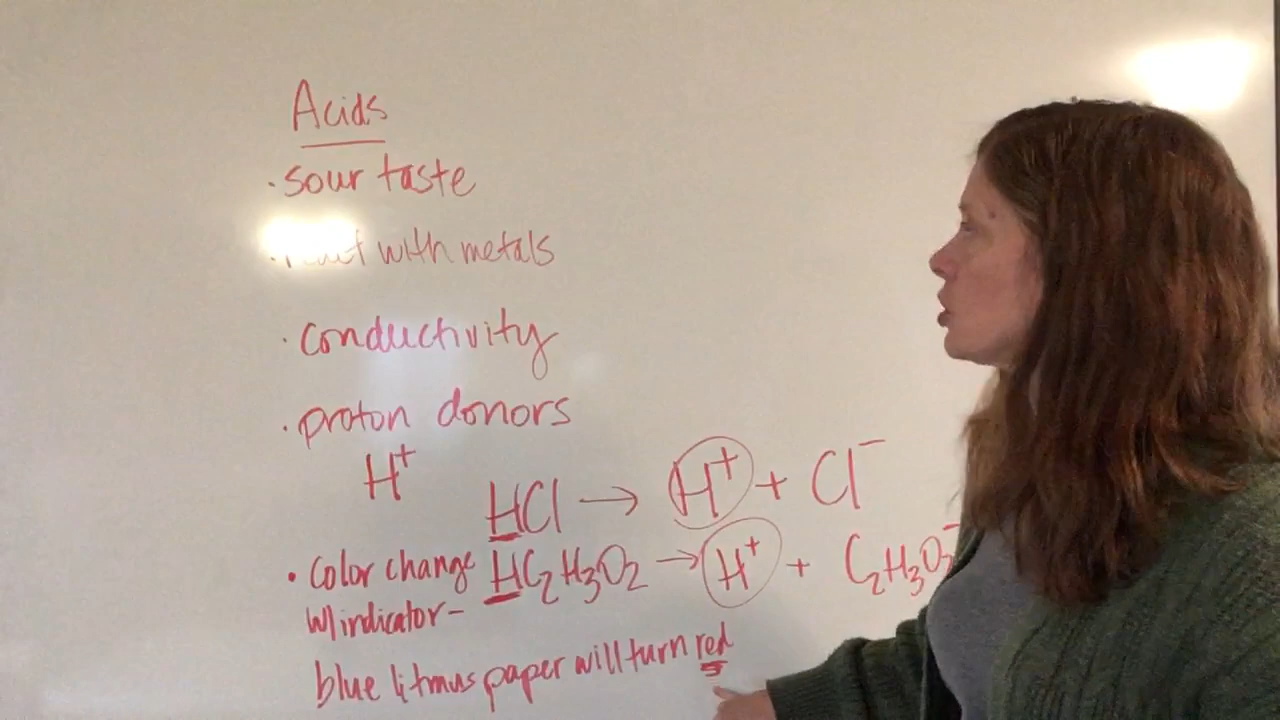 Acids
· sour taste
· react with metals
· conductivity
· proton donors
H⁺
HCl → H⁺ + Cl⁻
• color change
HC₂H₃O₂ → H⁺ + C₂H₃O₂⁻
w/indicator-
blue litmus paper will turn red